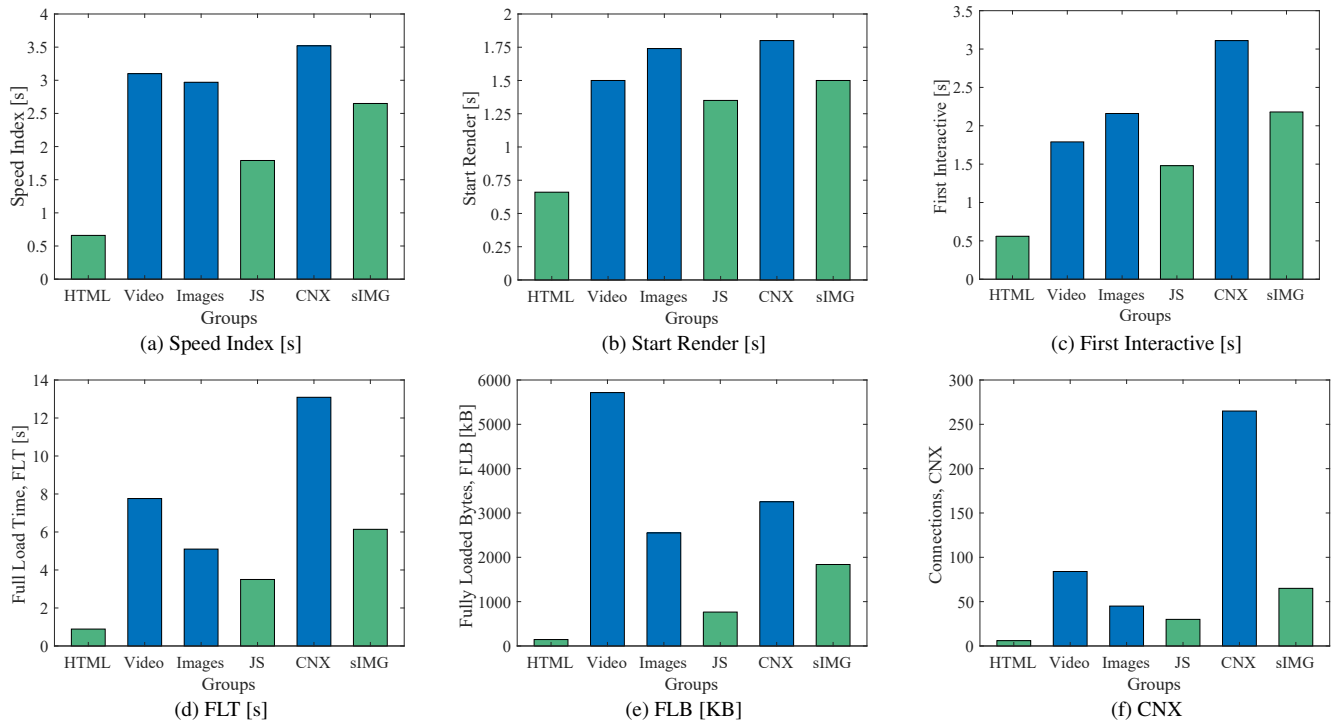 Speed Index [s]
4
3.5
3
2.5
2
1.5
1
0.5
0
HTML Video Images JS CNX sIMG
Groups
(a) Speed Index [s]
Start Render [s]
2
1.75
1.5
1.25
1
0.75
0.5
0.25
0
HTML Video Images JS CNX sIMG
Groups
(b) Start Render [s]
First Interactive [s]
3.5
3
2.5
2
1.5
1
0.5
0
HTML Video Images JS CNX sIMG
Groups
(c) First Interactive [s]
Full Load Time, FLT [s]
14
12
10
8
6
4
2
0
HTML Video Images JS CNX sIMG
Groups
(d) FLT [s]
Fully Loaded Bytes, FLB [kB]
6000
5000
4000
3000
2000
1000
0
HTML Video Images JS CNX sIMG
Groups
(e) FLB [KB]
Connections, CNX
300
250
200
150
100
50
0
HTML Video Images JS CNX sIMG
Groups
(f) CNX